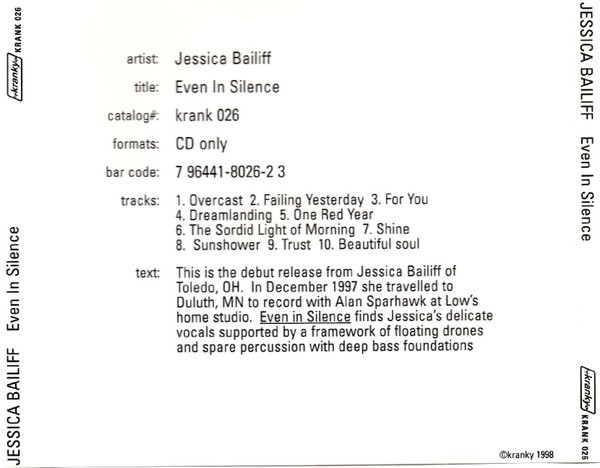 kranky KRANK 026
JESSICA BAILIFF Even In Silence
artist: Jessica Bailiff
title: Even In Silence
catalog#: krank 026
formats: CD only
bar code: 7 96441-8026-2 3
tracks: 1. Overcast 2. Failing Yesterday 3. For You
4. Dreamlanding 5. One Red Year
6. The Sordid Light of Morning 7. Shine
8. Sunshower 9. Trust 10. Beautiful soul
text: This is the debut release from Jessica Bailiff of
Toledo, OH. In December 1997 she travelled to
Duluth, MN to record with Alan Sparhawk at Low's
home studio. Even in Silence finds Jessica's delicate
vocals supported by a framework of floating drones
and spare percussion with deep bass foundations
©kranky 1998
JESSICA BAILIFF Even In Silence
kranky KRANK 026